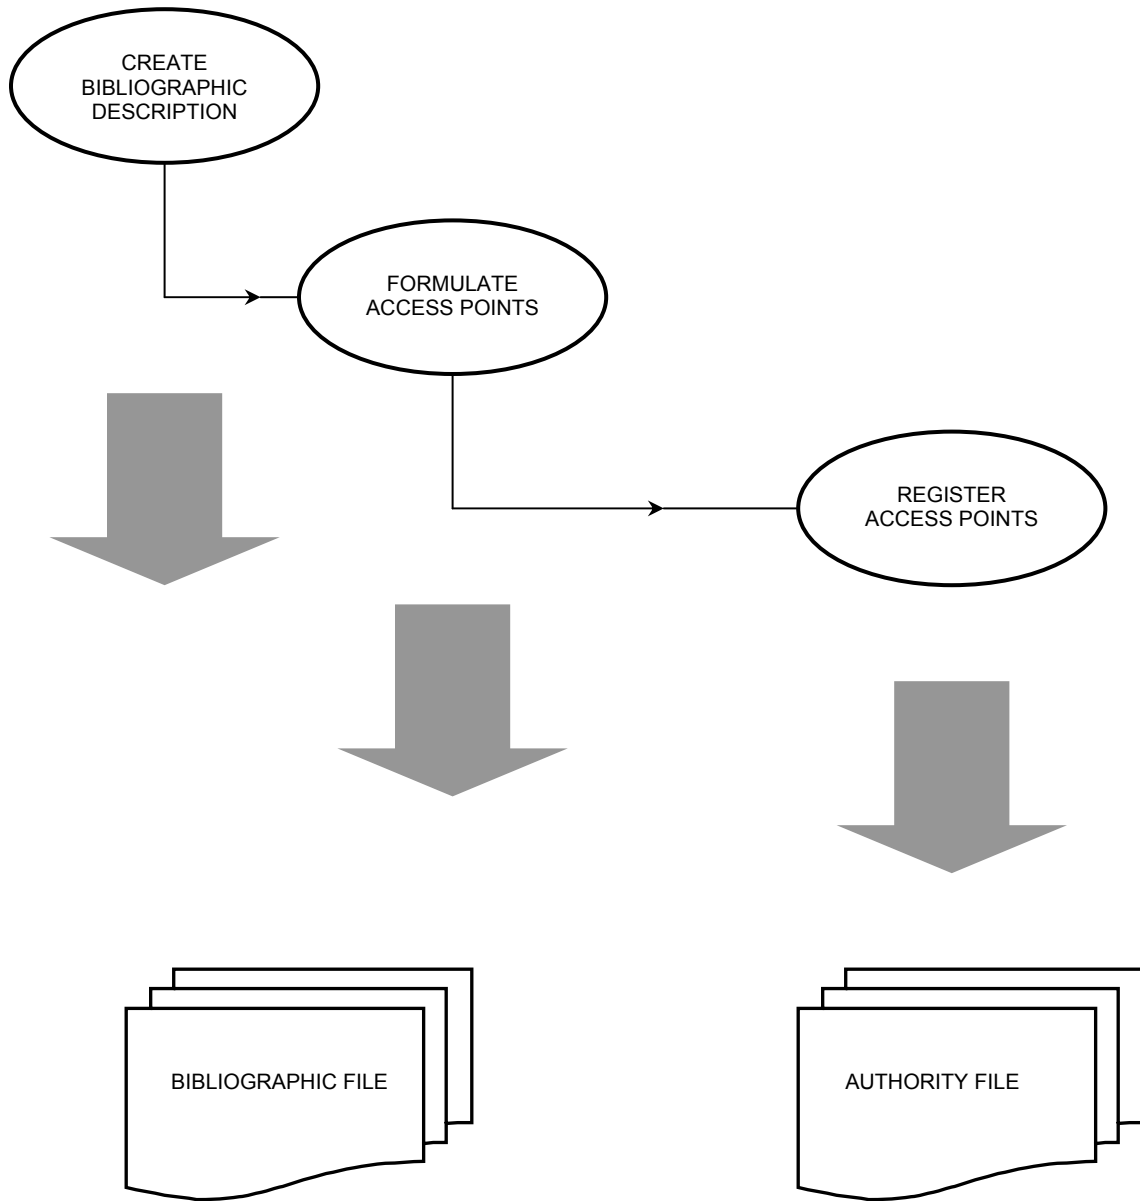 CREATE
BIBLIOGRAPHIC
DESCRIPTION
FORMULATE
ACCESS POINTS
REGISTER
ACCESS POINTS
BIBLIOGRAPHIC FILE
AUTHORITY FILE